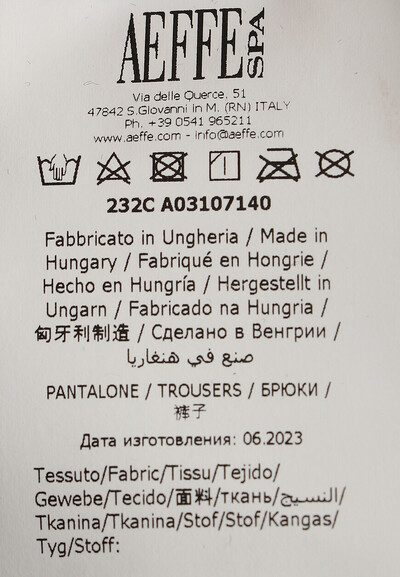 AEFFE SPA
Via delle Querce, 51
47842 S.Giovanni in M. (RN) ITALY
Ph. +39 0541 965211
www.aeffe.com - info@aeffe.com
232C A03107140
Fabbricato in Ungheria / Made in
Hungary / Fabriqué en Hongrie /
Hecho en Hungría / Hergestellt in
Ungarn / Fabricado na Hungria /
匈牙利制造 / Сделано в Венгрии /
صنع في هنغاريا
PANTALONE / TROUSERS / БРЮКИ /
裤子
Дата изготовления: 06.2023
Tessuto/Fabric/Tissu/Tejido/
Gewebe/Tecido/面料/ткань/النسيج/
Tkanina/Tkanina/Stof/Stof/Kangas/
Tyg/Stoff: